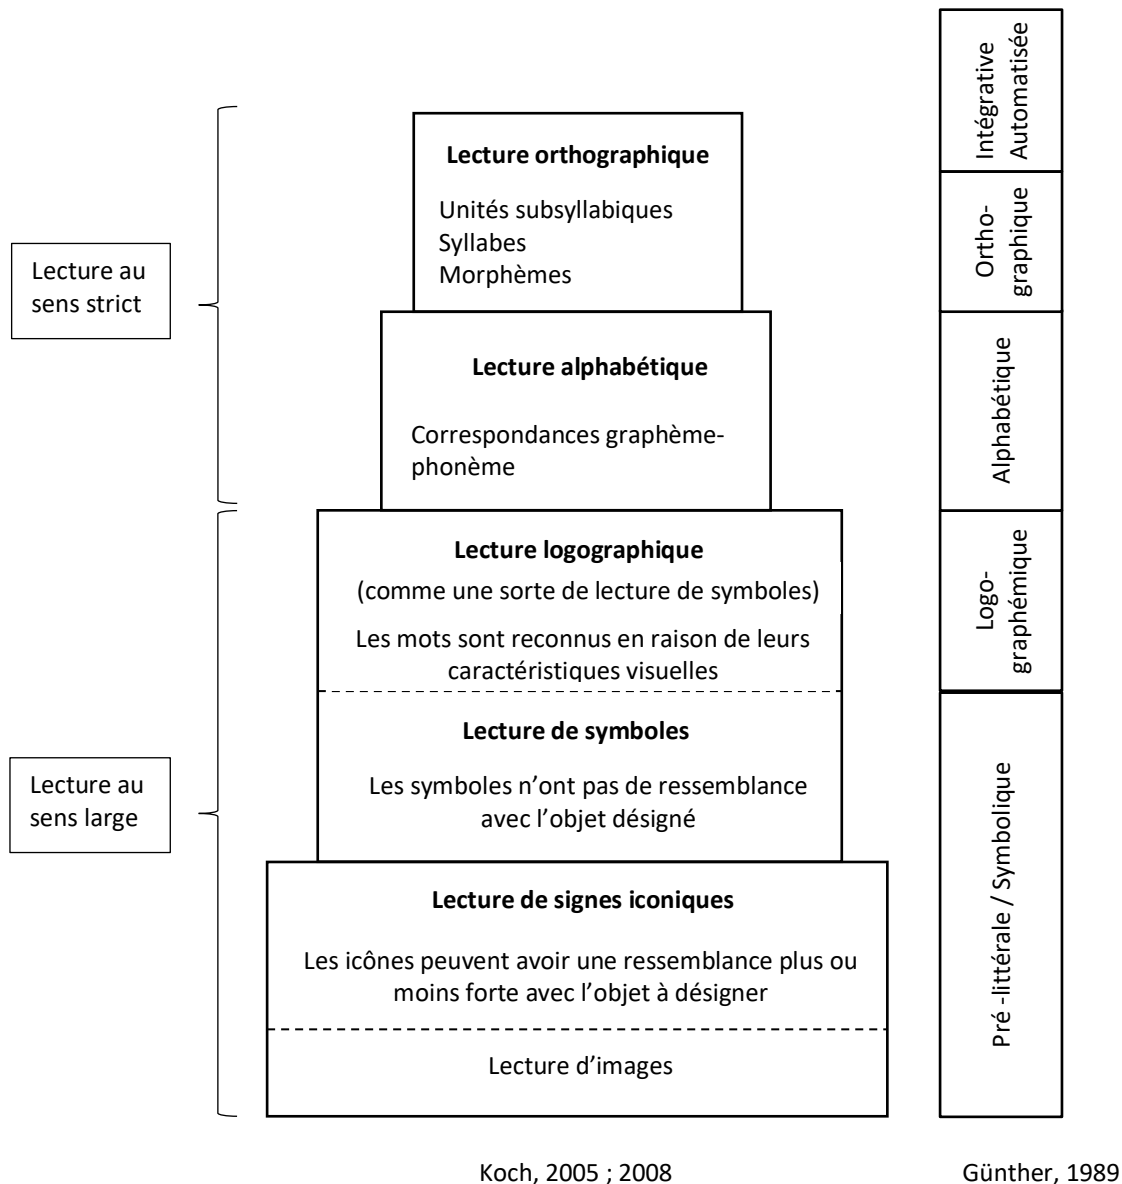 Lecture orthographique
Unités subsyllabiques
Syllabes
Morphèmes
Lecture au
sens strict
Lecture alphabétique
Correspondances graphème-
phonème
Lecture logographique
(comme une sorte de lecture de symboles)
Les mots sont reconnus en raison de leurs
caractéristiques visuelles
Lecture de symboles
Les symboles n’ont pas de ressemblance
avec l’objet désigné
Lecture au
sens large
Lecture de signes iconiques
Les icônes peuvent avoir une ressemblance plus ou
moins forte avec l’objet à désigner
Lecture d’images
Koch, 2005 ; 2008
Intégrative
Automatisée
Ortho-
graphique
Alphabétique
Logo-
graphémique
Pré -littérale / Symbolique
Günther, 1989